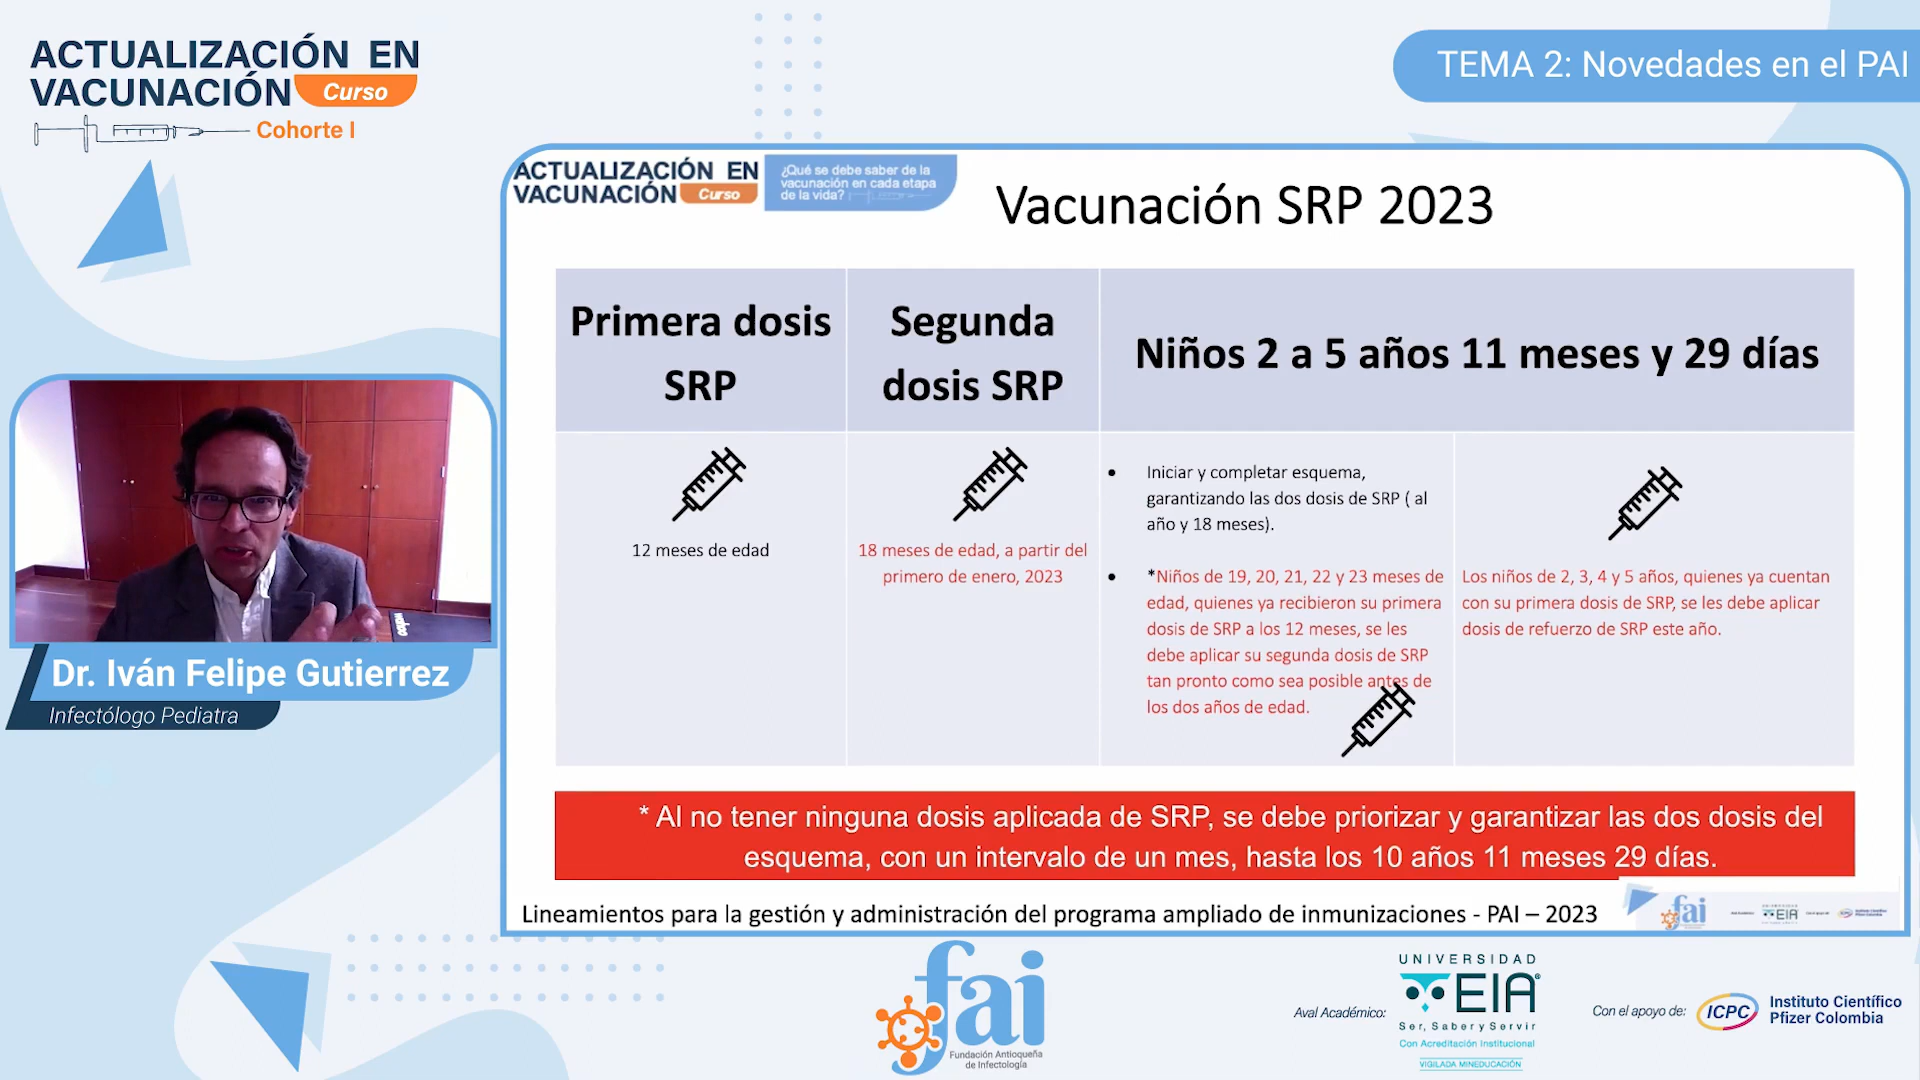 ACTUALIZACIÓN EN
VACUNACIÓN Curso
Cohorte I
TEMA 2: Novedades en el PAI
ACTUALIZACIÓN EN
VACUNACIÓN Curso
¿Qué se debe saber de la
vacunación en cada etapa
de la vida?
Vacunación SRP 2023
Primera dosis
SRP
Segunda
dosis SRP
Niños 2 a 5 años 11 meses y 29 días
12 meses de edad
18 meses de edad, a partir del
primero de enero, 2023
• Iniciar y completar esquema,
garantizando las dos dosis de SRP ( al
año y 18 meses).
• *Niños de 19, 20, 21, 22 y 23 meses de
edad, quienes ya recibieron su primera
dosis de SRP a los 12 meses, se les
debe aplicar su segunda dosis de SRP
tan pronto como sea posible antes de
los dos años de edad.
Los niños de 2, 3, 4 y 5 años, quienes ya cuentan
con su primera dosis de SRP, se les debe aplicar
dosis de refuerzo de SRP este año.
* Al no tener ninguna dosis aplicada de SRP, se debe priorizar y garantizar las dos dosis del
esquema, con un intervalo de un mes, hasta los 10 años 11 meses 29 días.
Lineamientos para la gestión y administración del programa ampliado de inmunizaciones - PAI – 2023
fai
EIA
Dr. Iván Felipe Gutierrez
Infectólogo Pediatra
fai
Fundación Antioqueña
de Infectología
Aval Académico:
UNIVERSIDAD
EIA®
Ser, Saber y Servir
Con Acreditación Institucional
VIGILADA MINEDUCACIÓN
Con el apoyo de:
ICPC
Instituto Científico
Pfizer Colombia